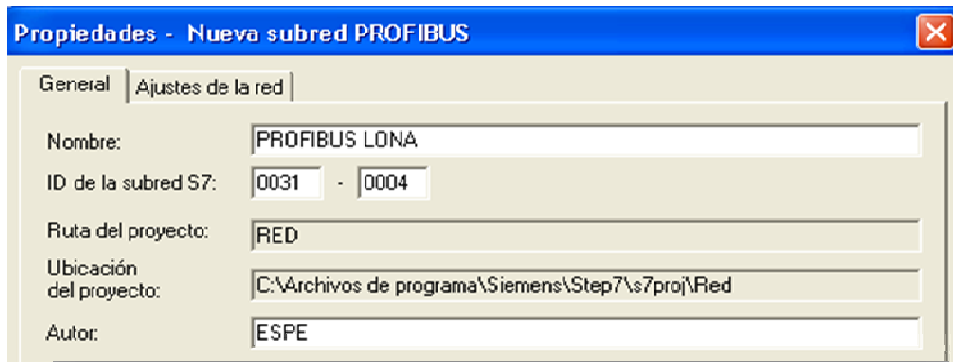 Propiedades - Nueva subred PROFIBUS
General Ajustes de la red
Nombre: PROFIBUS LONA
ID de la subred S7: 0031 - 0004
Ruta del proyecto: RED
Ubicación
del proyecto: C:\Archivos de programa\Siemens\Step7\s7proj\Red
Autor: ESPE